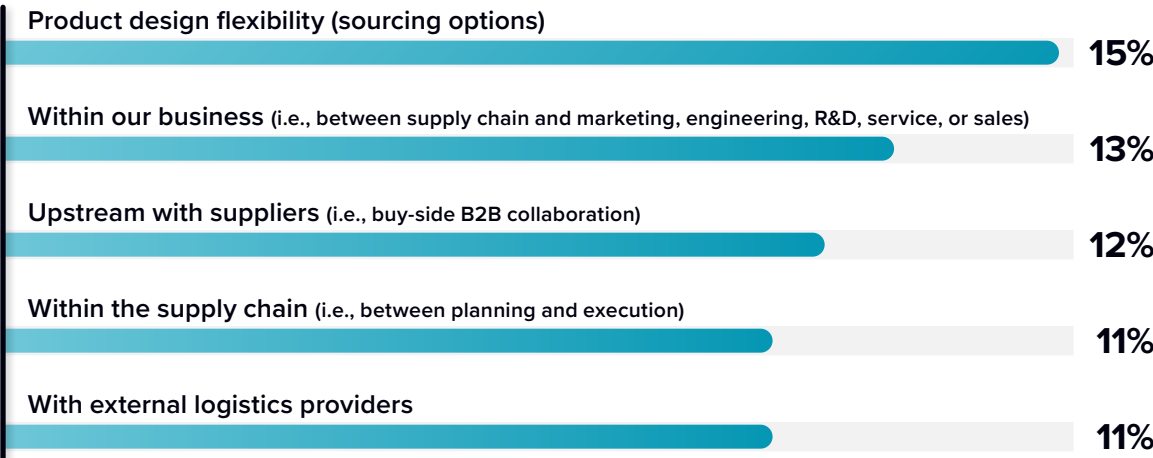 Product design flexibility (sourcing options)
15%
Within our business (i.e., between supply chain and marketing, engineering, R&D, service, or sales)
13%
Upstream with suppliers (i.e., buy-side B2B collaboration)
12%
Within the supply chain (i.e., between planning and execution)
11%
With external logistics providers
11%